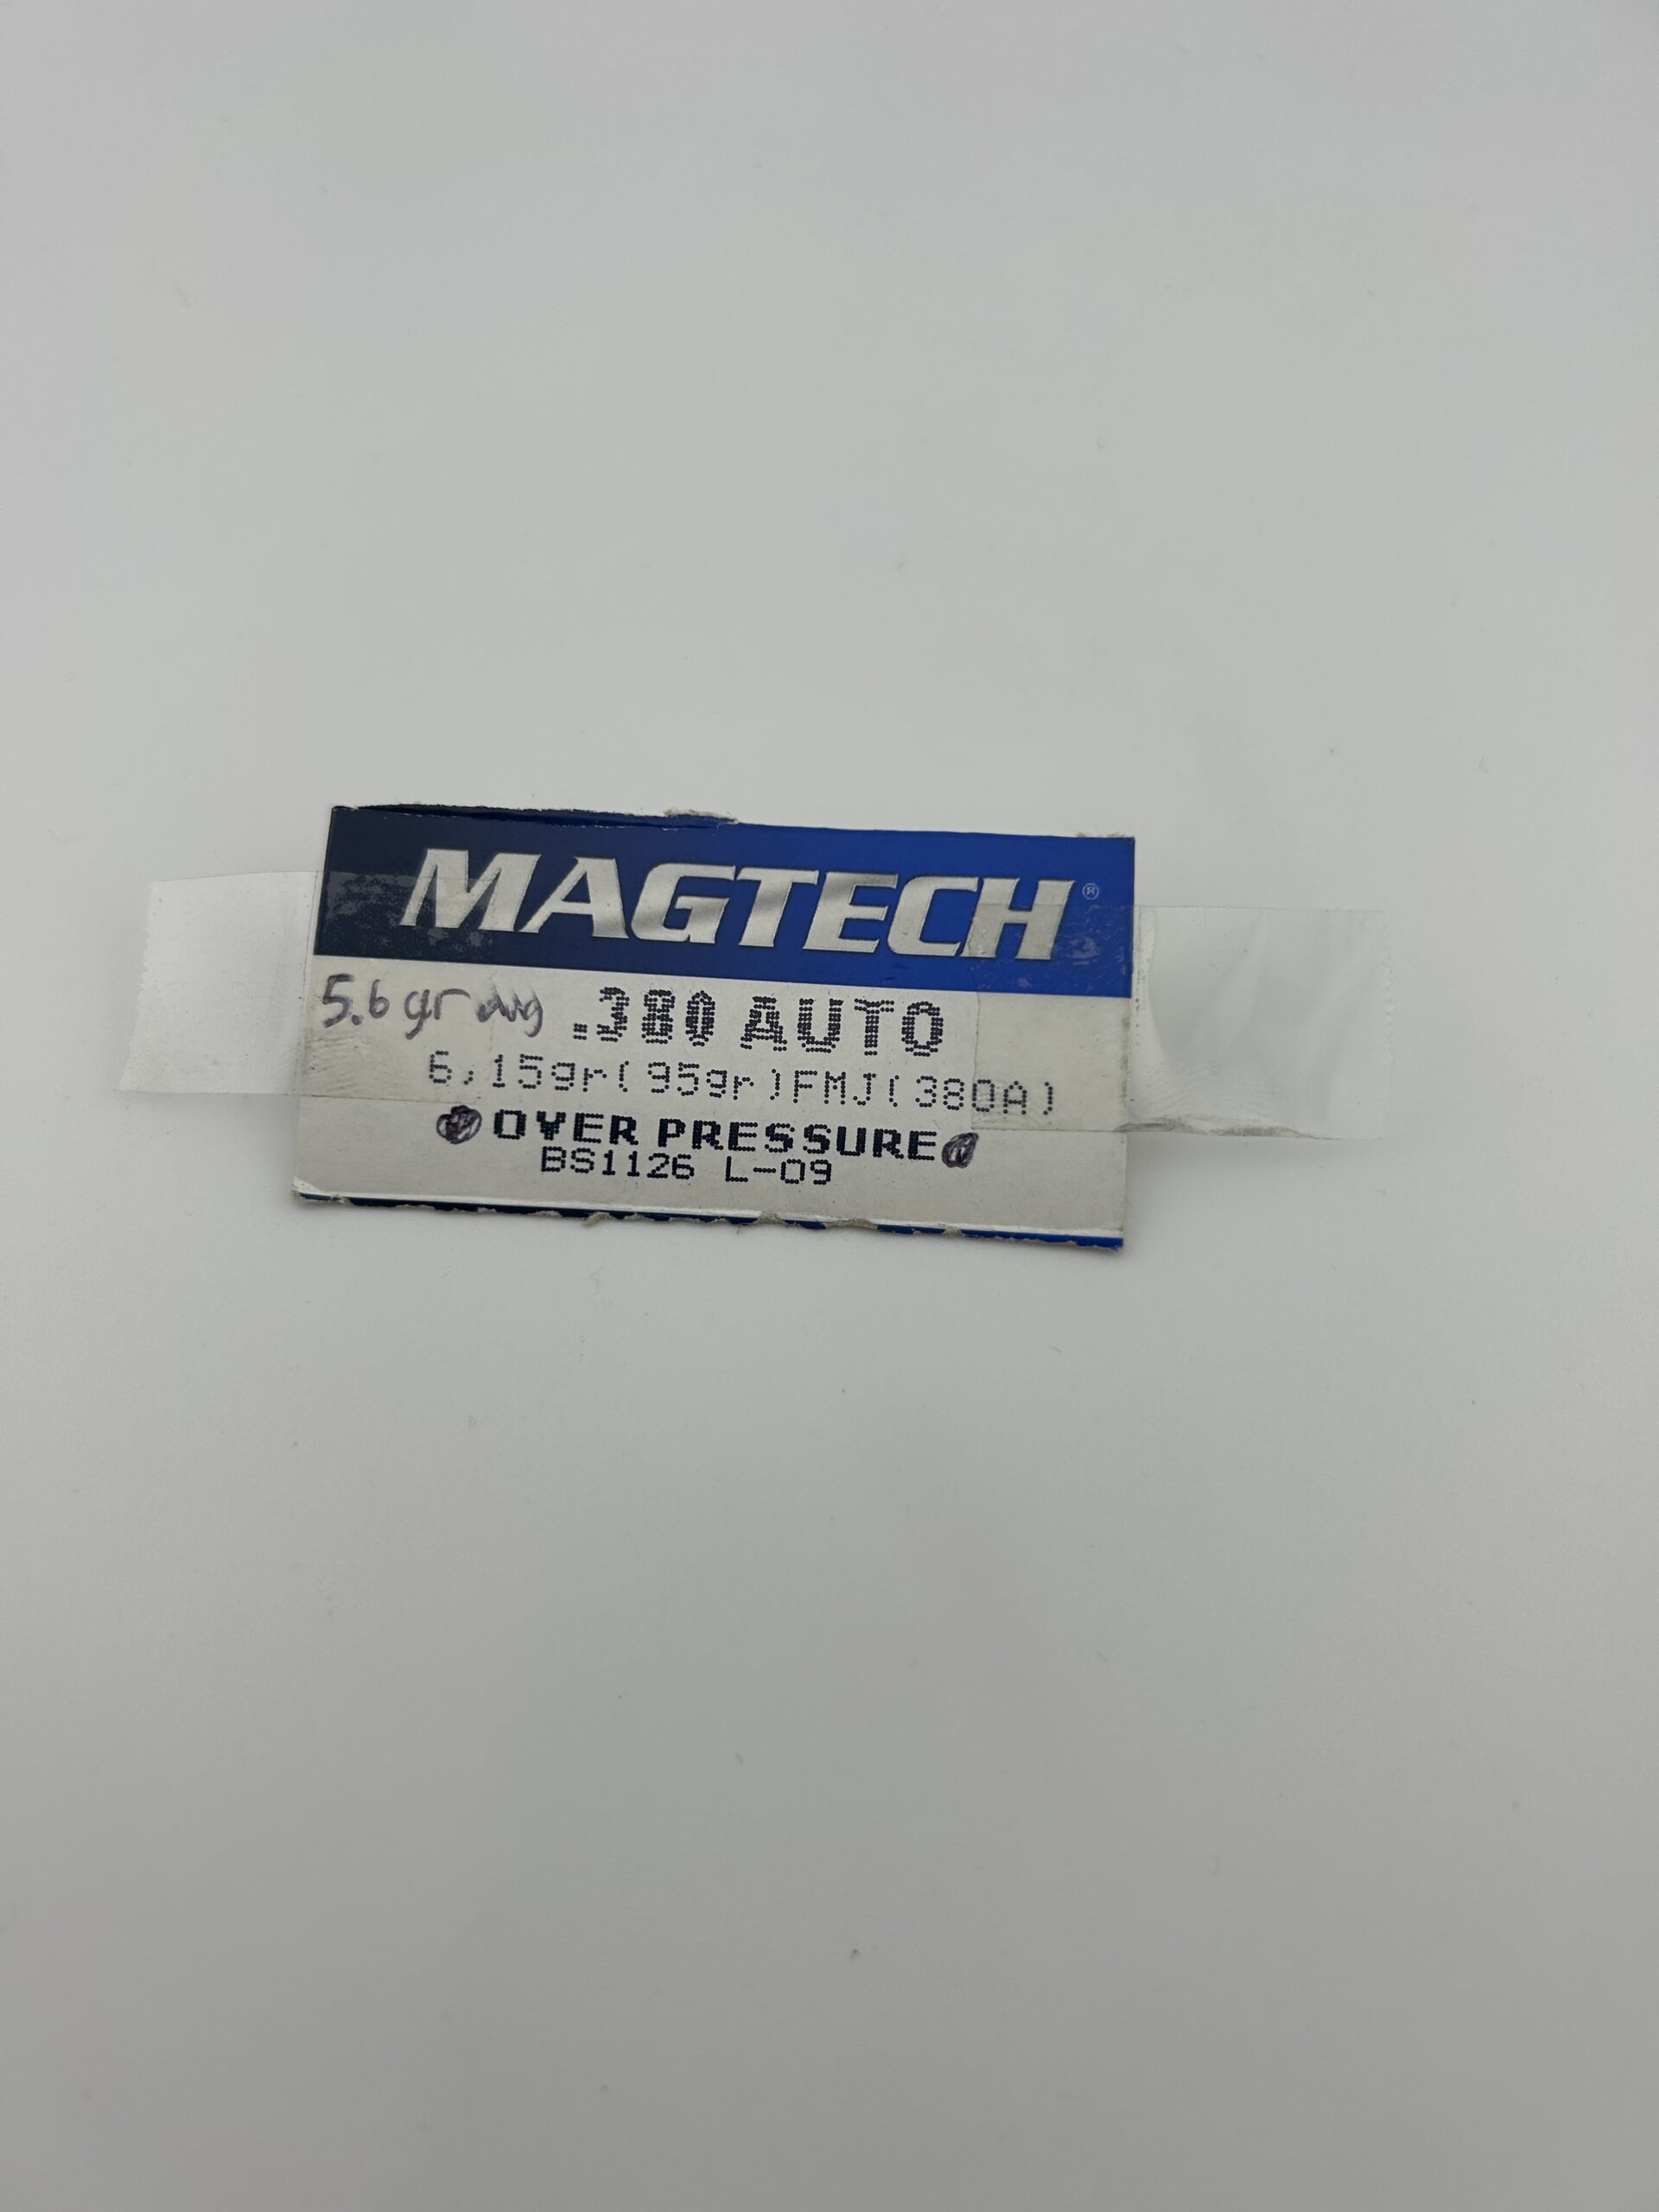 MAGTECH®
5.6 gr avg .380 AUTO
6,15gr(95gr)FMJ(380A)
OVER PRESSURE
BS1126 L-09